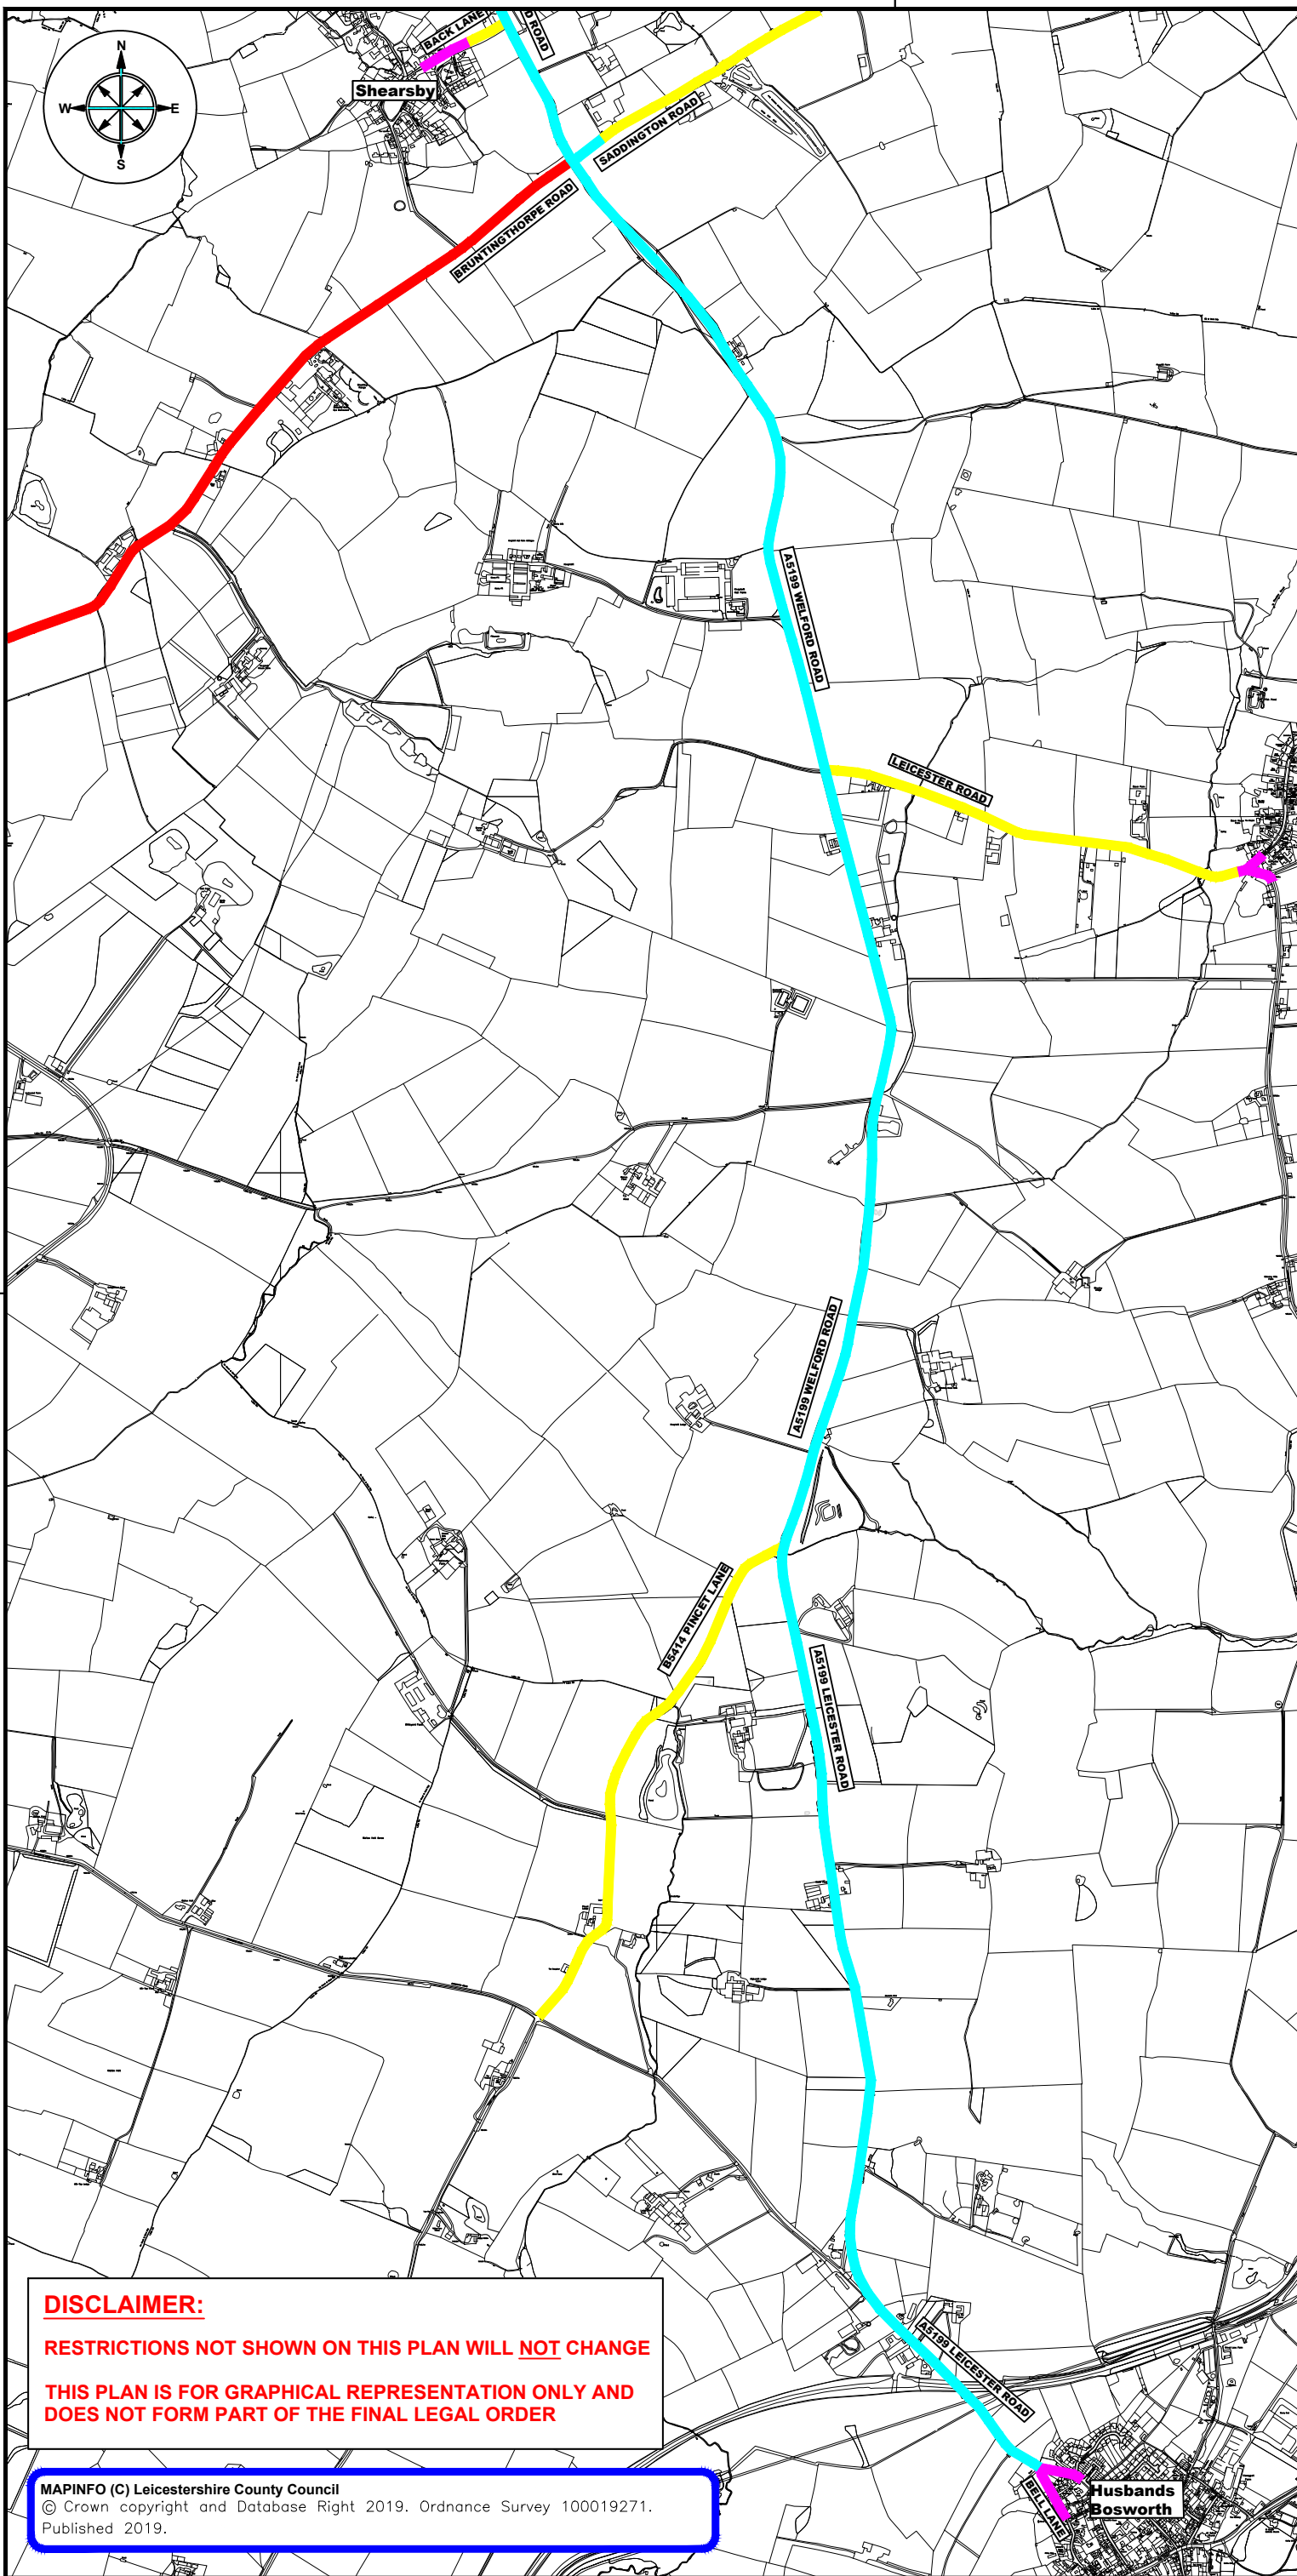 BACK LANE
D ROAD
N
W
E
S
Shearsby
SADDINGTON ROAD
BRUNTINGTHORPE ROAD
A5199 WELFORD ROAD
LEICESTER ROAD
A5199 WELFORD ROAD
B5414 PINCET LANE
A5199 LEICESTER ROAD
A5199 LEICESTER ROAD
BELL LANE
Husbands
Bosworth
DISCLAIMER:
RESTRICTIONS NOT SHOWN ON THIS PLAN WILL NOT CHANGE
THIS PLAN IS FOR GRAPHICAL REPRESENTATION ONLY AND
DOES NOT FORM PART OF THE FINAL LEGAL ORDER
MAPINFO (C) Leicestershire County Council
© Crown copyright and Database Right 2019. Ordnance Survey 100019271.
Published 2019.